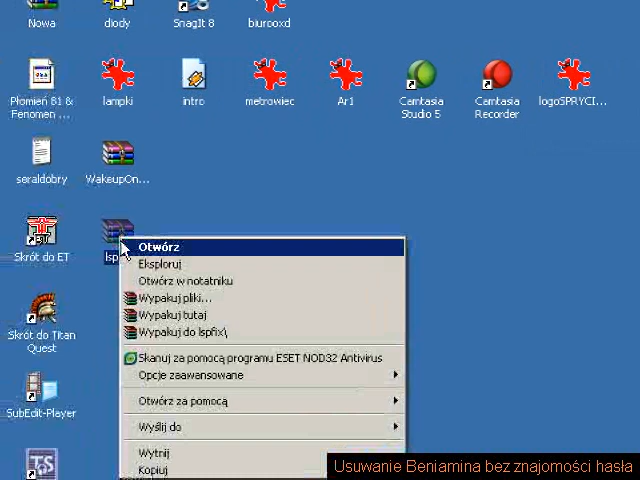 Nowa
diody
SnagIt 8
biurooxd
Płomień 81 &
Fenomen ...
lampki
intro
metrowiec
Ar1
Camtasia
Studio 5
Camtasia
Recorder
logoSPRYCI...
seraldobry
WakeupOn...
Skrót do ET
lsp
Otwórz
Eksploruj
Otwórz w notatniku
Wypakuj pliki...
Wypakuj tutaj
Wypakuj do lspfix\
Skanuj za pomocą programu ESET NOD32 Antivirus
Opcje zaawansowane
Otwórz za pomocą
Wyślij do
Wytnij
Kopiuj
Skrót do Titan
Quest
SubEdit-Player
Usuwanie Beniamina bez znajomości hasła